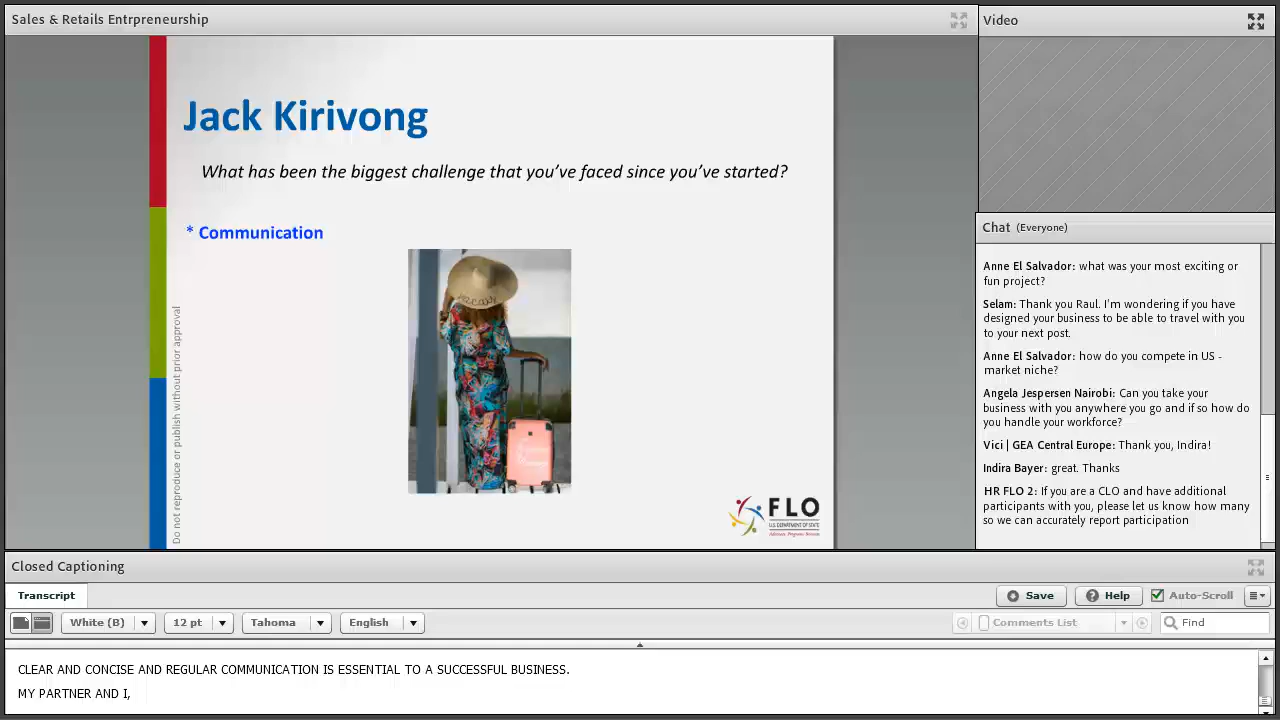 Sales & Retails Entrpreneurship
Jack Kirivong
What has been the biggest challenge that you’ve faced since you’ve started?
* Communication
Do not reproduce or publish without prior approval
FLO
U.S. DEPARTMENT OF STATE
Video
Chat (Everyone)
Anne El Salvador: what was your most exciting or
fun project?
Selam: Thank you Raul. I'm wondering if you have
designed your business to be able to travel with you
to your next post.
Anne El Salvador: how do you compete in US -
market niche?
Angela Jespersen Nairobi: Can you take your
business with you anywhere you go and if so how do
you handle your workforce?
Vici | GEA Central Europe: Thank you, Indira!
Indira Bayer: great. Thanks
HR FLO 2: if you are a CLO and have additional
participants with you, please let us know how many
so we can accurately report participation
Closed Captioning
Transcript
Save
Help
Auto-Scroll
White (B)
12 pt
Tahoma
English
Comments List
Find
CLEAR AND CONCISE AND REGULAR COMMUNICATION IS ESSENTIAL TO A SUCCESSFUL BUSINESS.
MY PARTNER AND I,